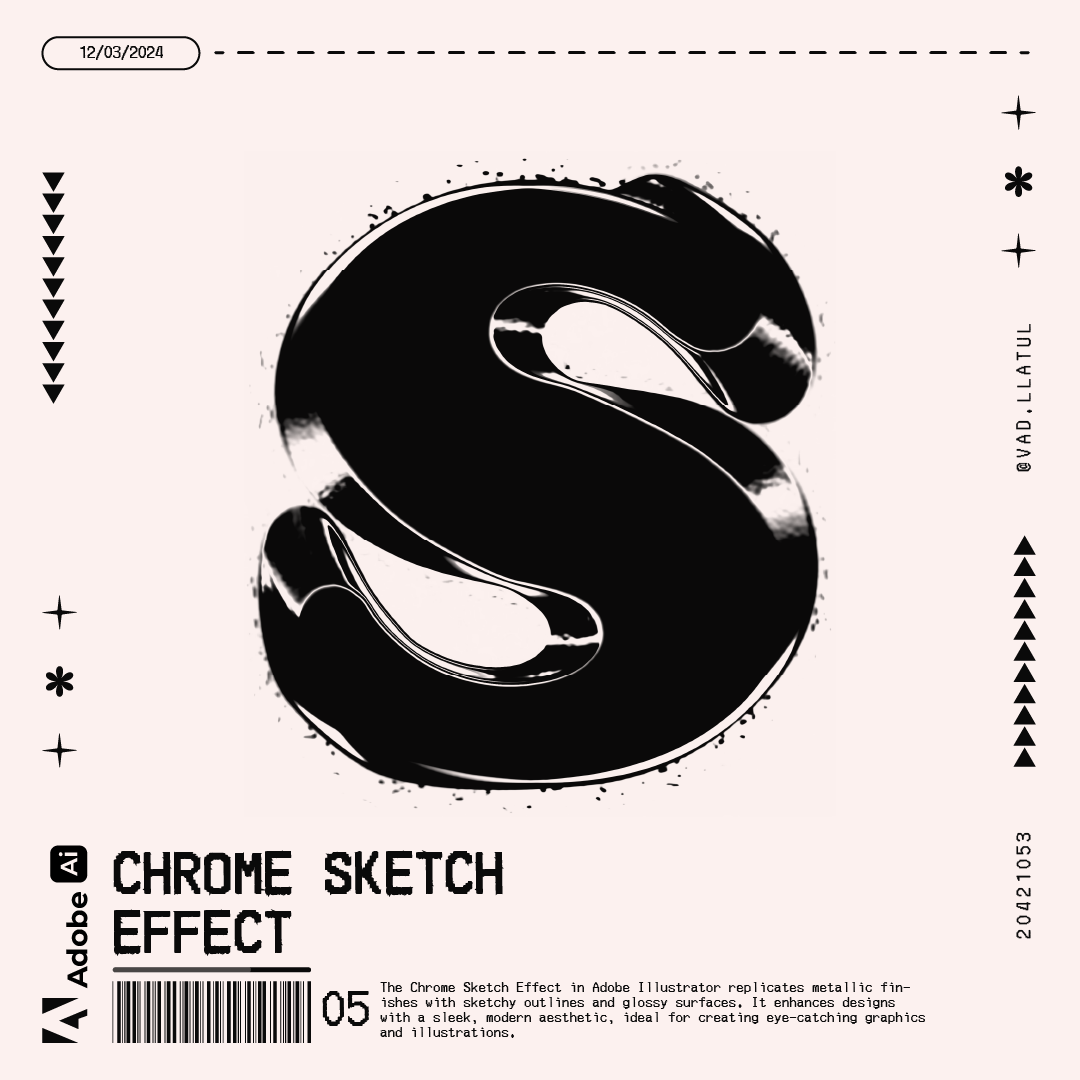 12/03/2024
S
@VAD.LLATUL
20421053
Ai
Adobe
CHROME SKETCH
EFFECT
05
The Chrome Sketch Effect in Adobe Illustrator replicates metallic fin-
ishes with sketchy outlines and glossy surfaces. It enhances designs
with a sleek, modern aesthetic, ideal for creating eye-catching graphics
and illustrations.